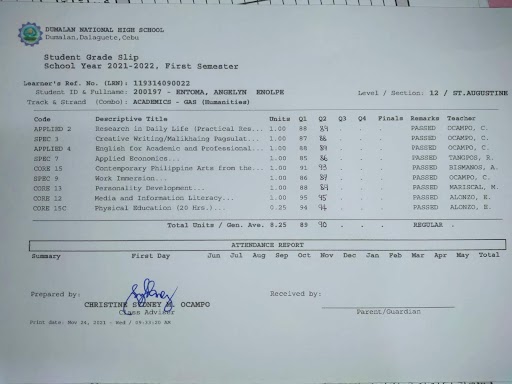 DUMALAN NATIONAL HIGH SCHOOL
Dumalan, Dalaguete, Cebu
Student Grade Slip
School Year 2021-2022, First Semester
Learner's Ref. No. (LRN): 119314090022
Student ID & Fullname: 200197 - ENTOMA, ANGELYN ENOLPE Level / Section: 12 / ST.AUGUSTINE
Track & Strand (Combo): ACADEMICS - GAS (Humanities)
Code Descriptive Title Units Q1 Q2 Q3 Q4 Finals Remarks Teacher
APPLIED 2 Research in Daily Life (Practical Res... 1.00 88 89 . . . PASSED OCAMPO, C.
SPEC 3 Creative Writing/Malikhaing Pagsulat... 1.00 87 86 . . . PASSED OCAMPO, C.
APPLIED 4 English for Academic and Professional... 1.00 88 89 . . . PASSED OCAMPO, C.
SPEC 7 Applied Economics... 1.00 85 86 . . . PASSED TANGPOS, R.
CORE 15 Contemporary Philippine Arts from the... 1.00 91 93 . . . PASSED BISMANOS, A.
SPEC 9 Work Immersion... 1.00 86 . . . PASSED OCAMPO, C.
CORE 13 Personality Development... 1.00 88 89 . . . PASSED MARISCAL, M.
CORE 12 Media and Information Literacy... 1.00 95 95 . . . PASSED ALONZO, E.
CORE 15C Physical Education (20 Hrs.)... 0.25 94 94 . . . PASSED ALONZO, E.
Total Units / Gen. Ave. 8.25 89 90 . . . REGULAR .
ATTENDANCE REPORT
Summary First Day Jun Jul Aug Sep Oct Nov Dec Jan Feb Mar Apr May Total
Prepared by: Received by:
CHRISTINE SYDNEY M. OCAMPO
Class Adviser Parent/Guardian
Print date: Nov 24, 2021 - Wed / 09:33:20 AM